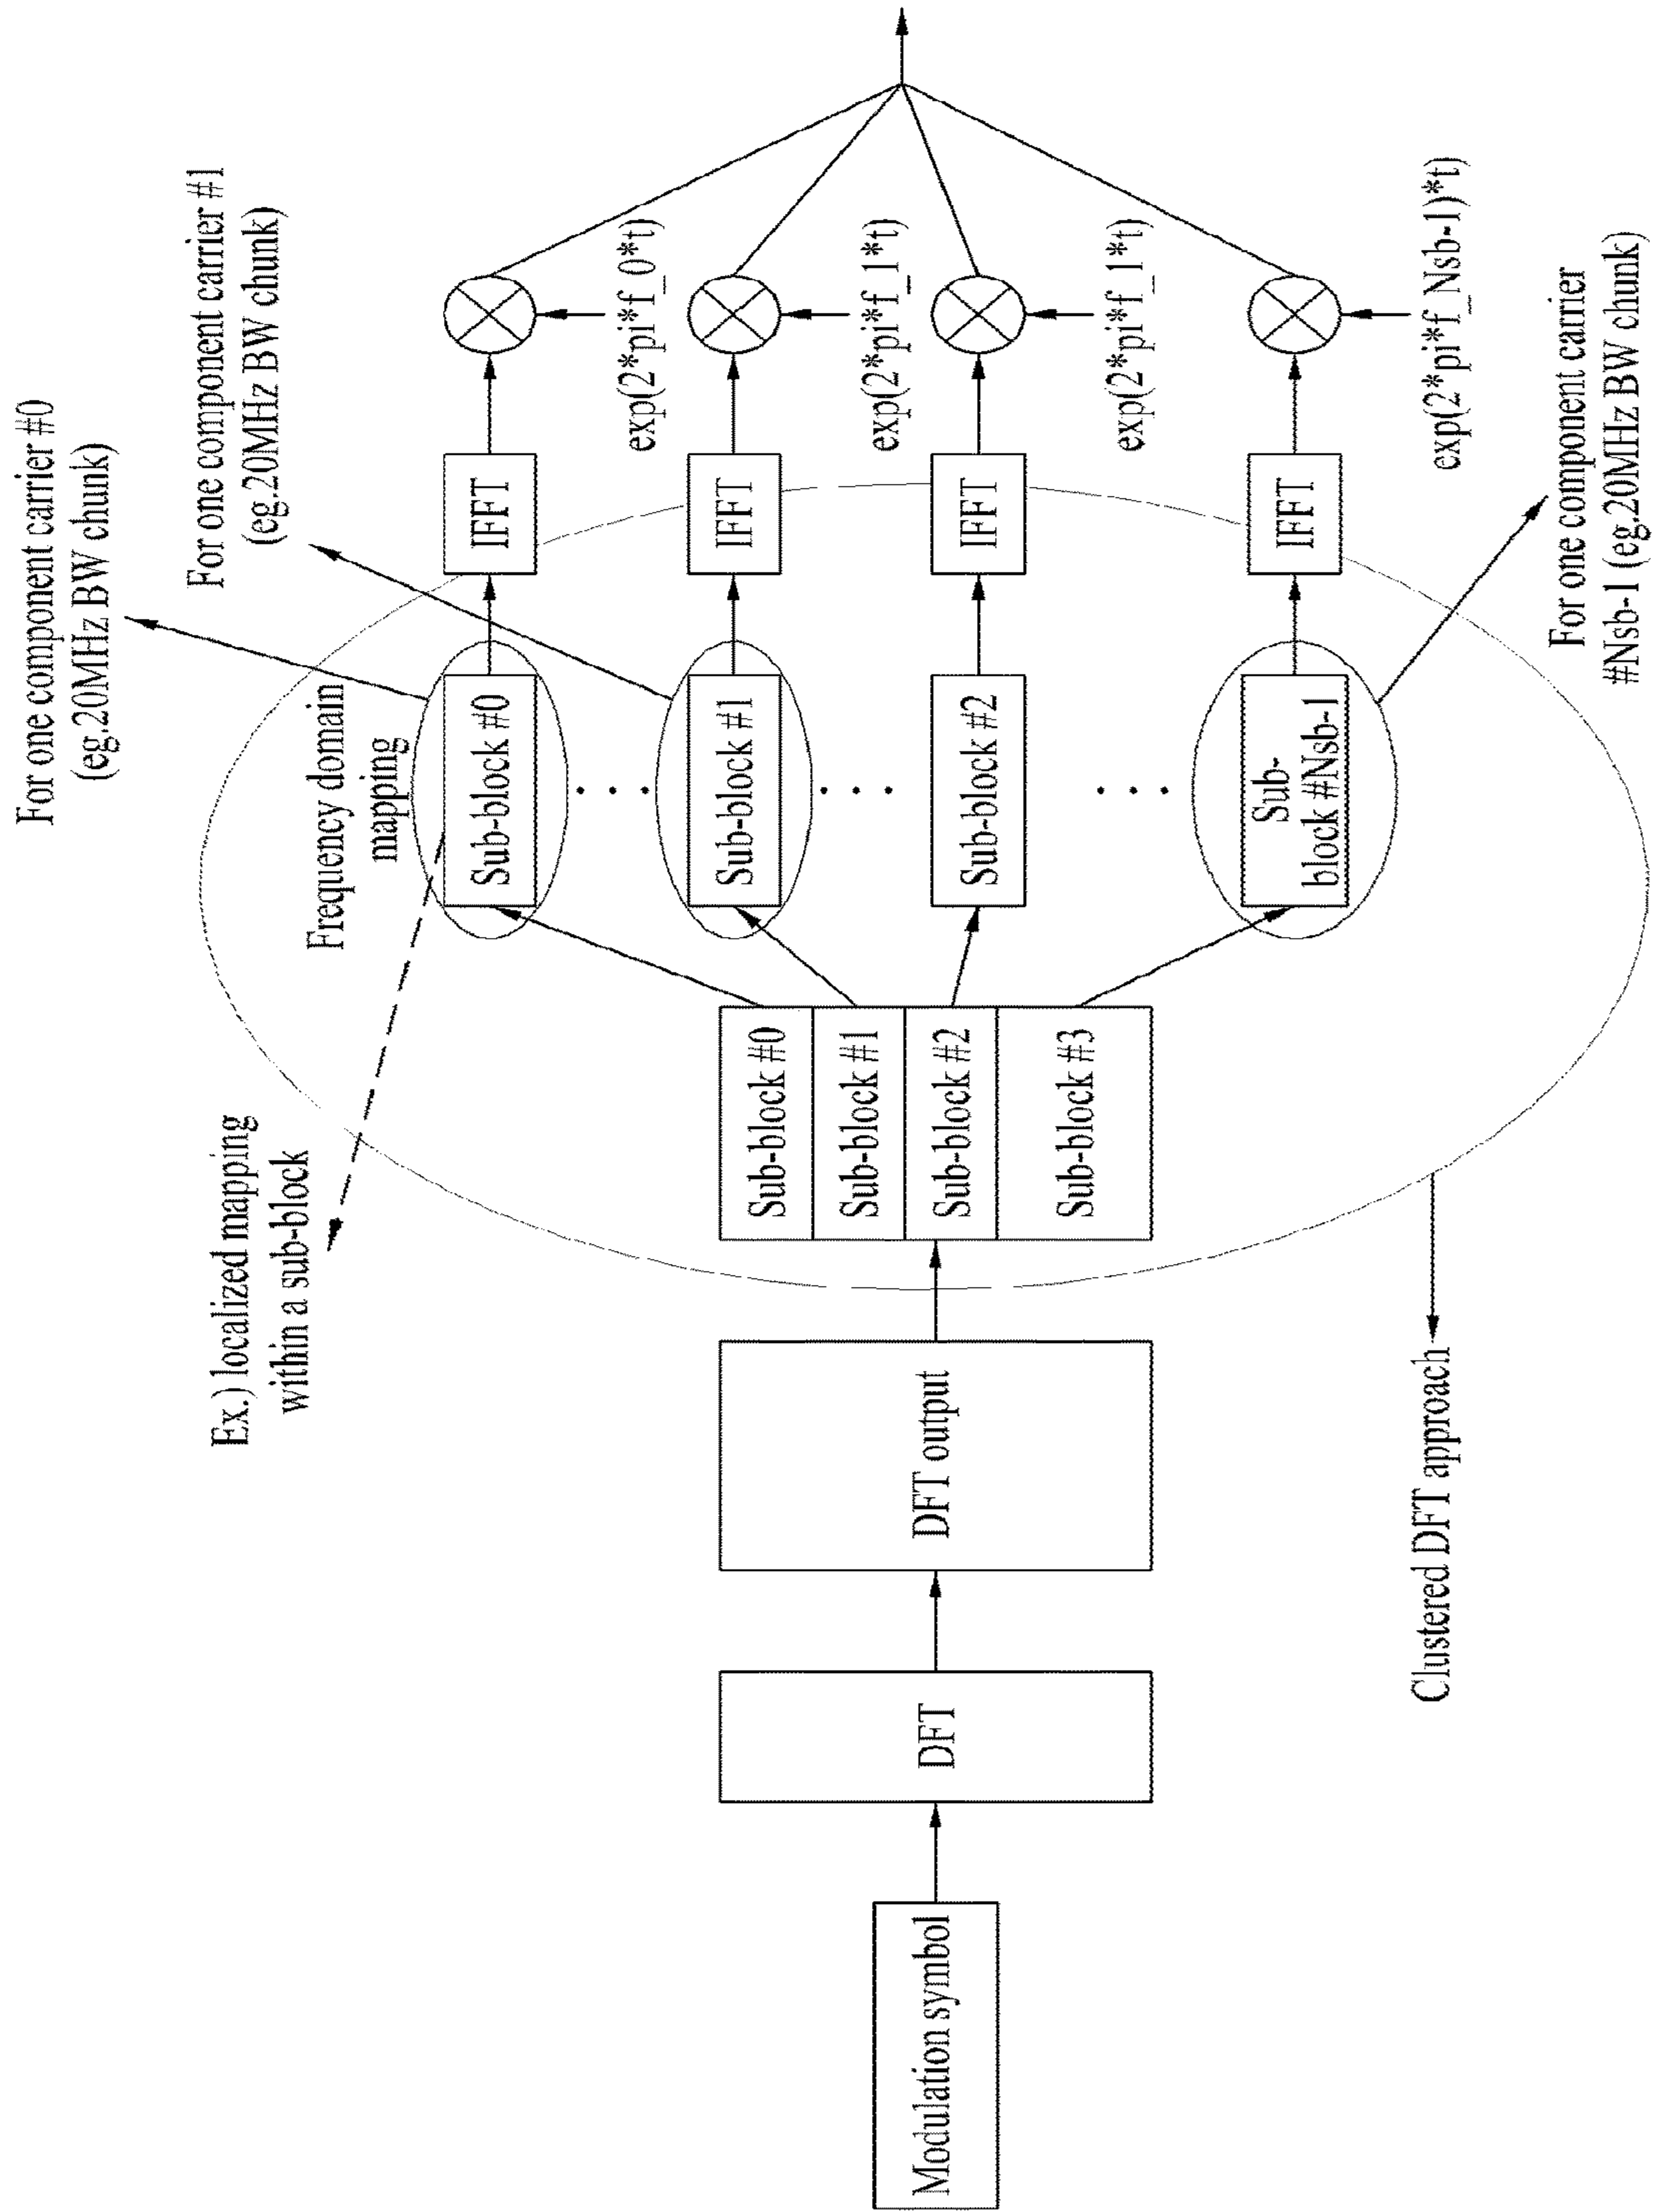 For one component carrier #0
(eg.20MHz BW chunk)
For one component carrier #1
(eg.20MHz BW chunk)
Ex.) localized mapping
within a sub-block
Frequency domain
mapping
Modulation symbol
DFT
DFT output
Sub-block #0
Sub-block #1
Sub-block #2
Sub-block #3
Sub-block #0
IFFT
exp(2*pi*f_0*t)
Sub-block #1
IFFT
exp(2*pi*f_1*t)
Sub-block #2
IFFT
exp(2*pi*f_1*t)
Sub-
block #Nsb-1
IFFT
exp(2*pi*f_Nsb-1)*t)
Clustered DFT approach
For one component carrier
#Nsb-1 (eg.20MHz BW chunk)